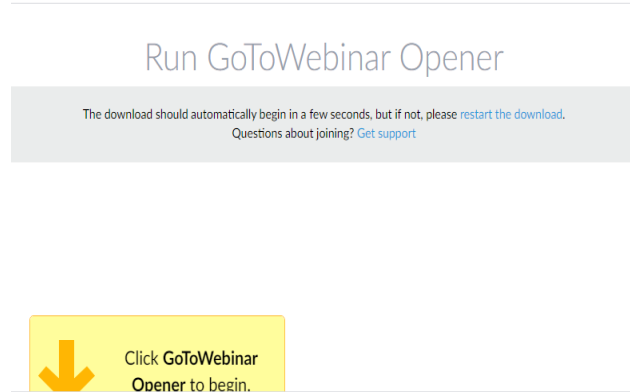 Run GoToWebinar Opener
The download should automatically begin in a few seconds, but if not, please restart the download.
Questions about joining? Get support
Click GoToWebinar
Opener to begin.